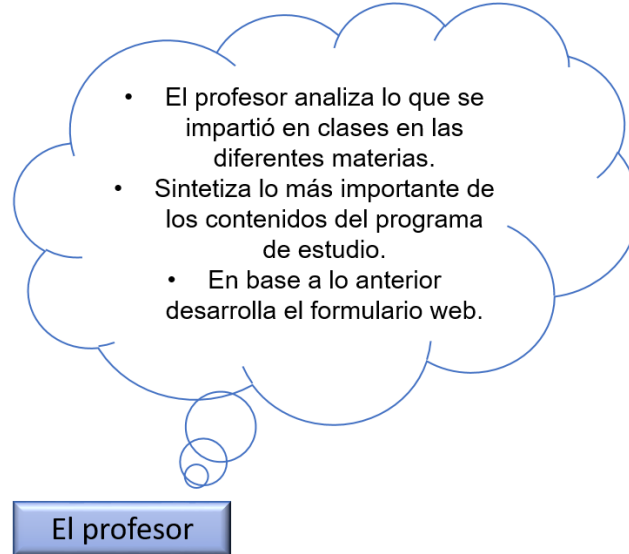 • El profesor analiza lo que se
impartió en clases en las
diferentes materias.
• Sintetiza lo más importante de
los contenidos del programa
de estudio.
• En base a lo anterior
desarrolla el formulario web.
El profesor